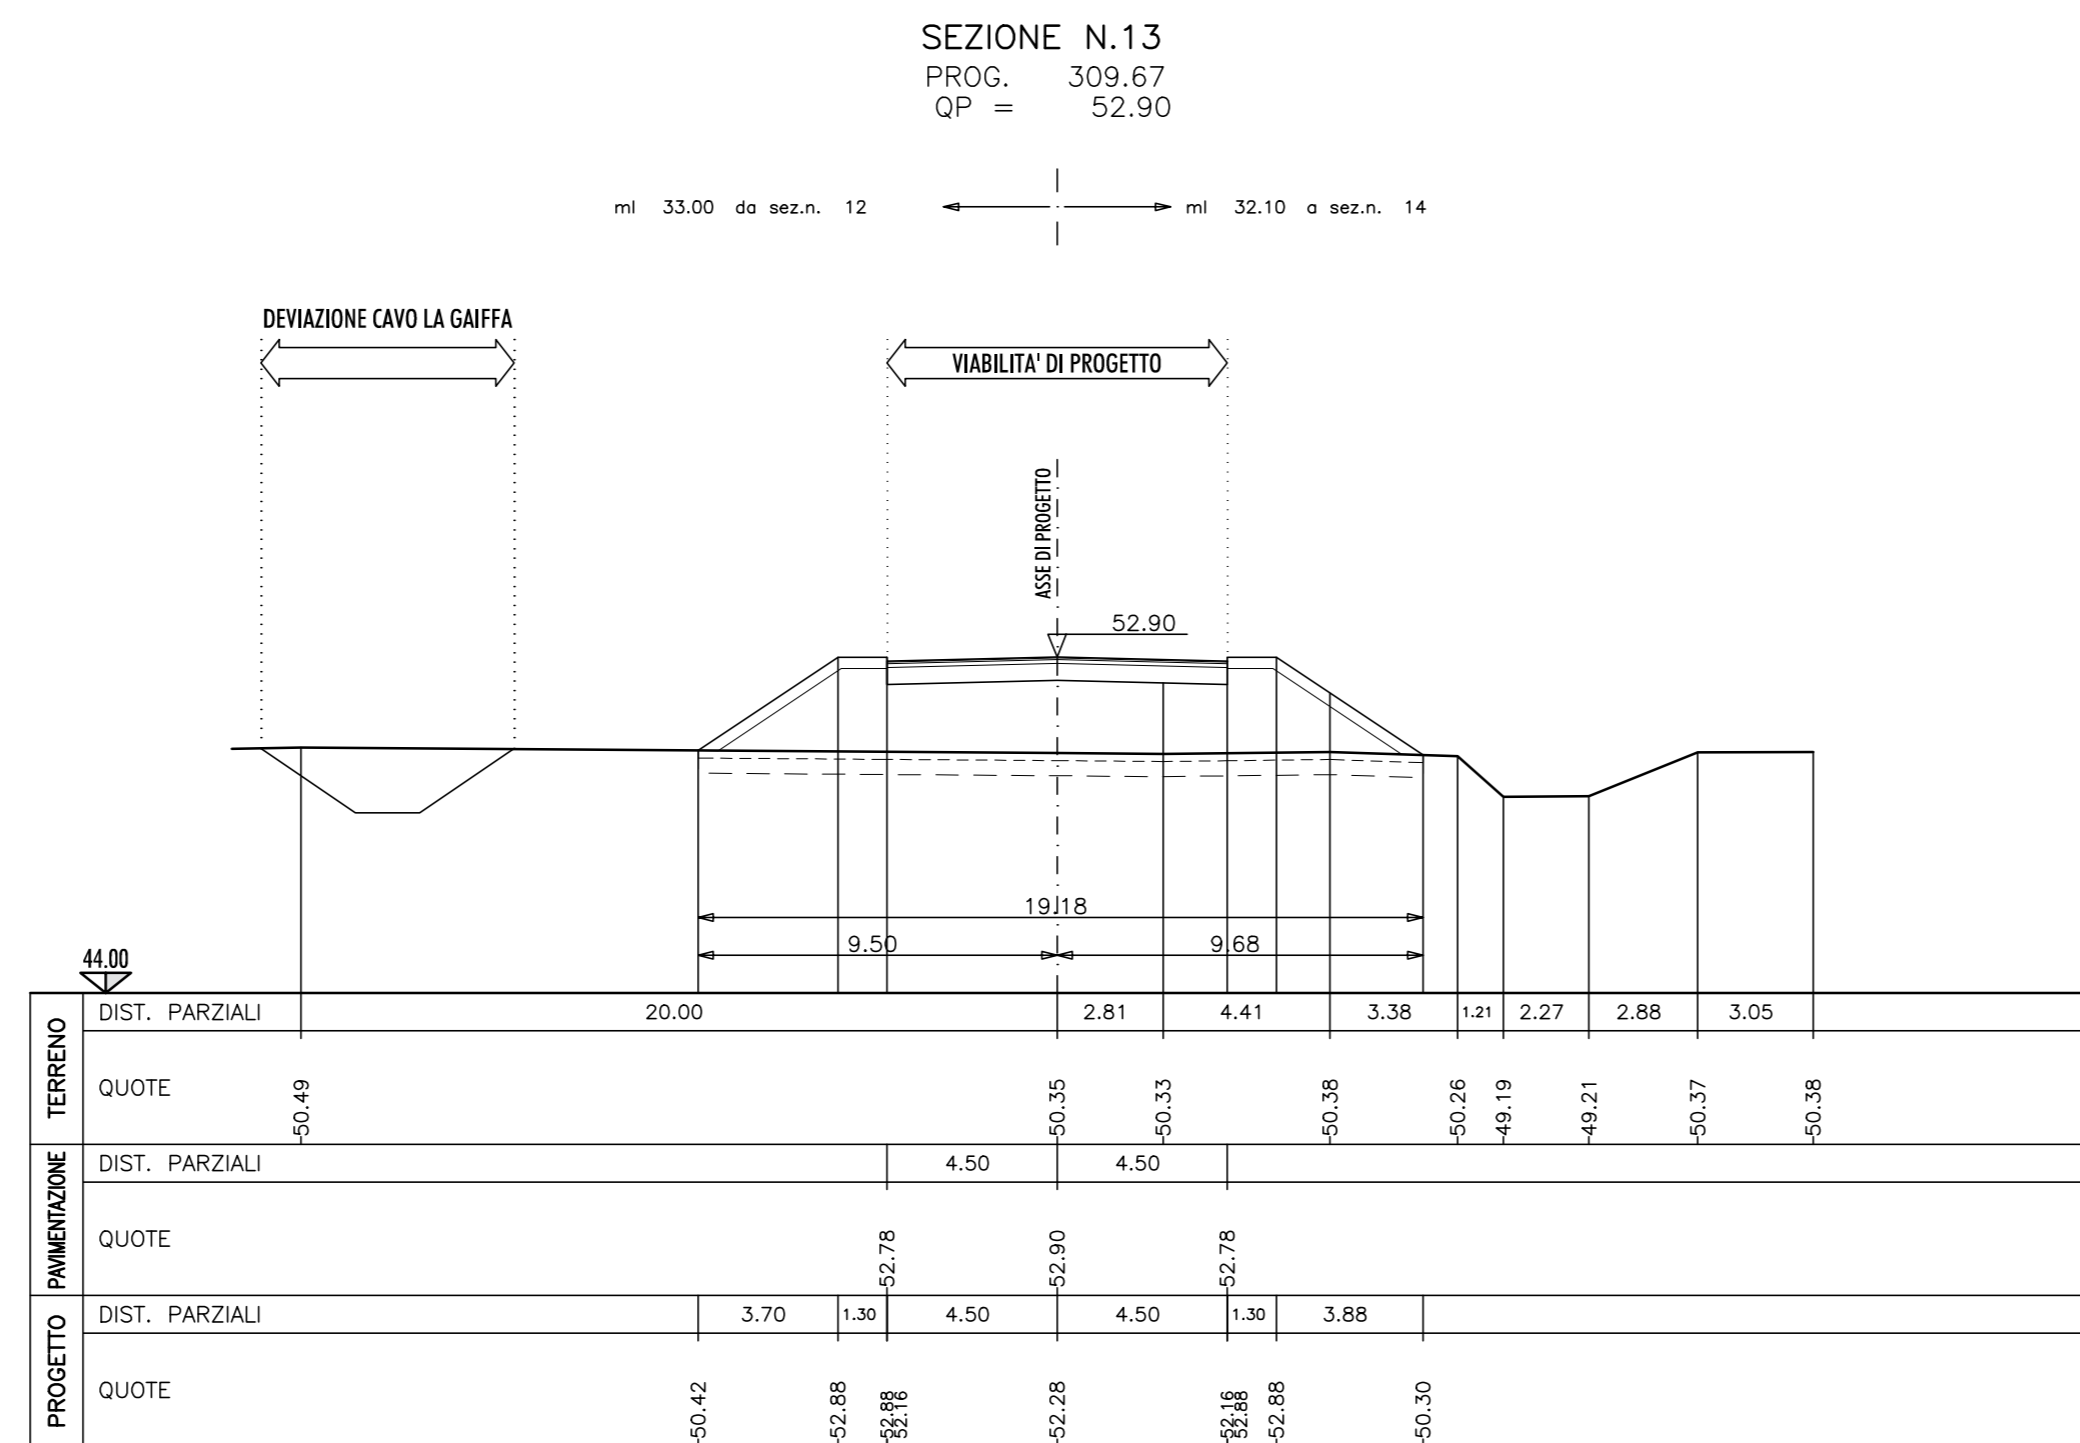 SEZIONE N.13
PROG. 309.67
QP = 52.90
ml 33.00 da sez.n. 12
ml 32.10 a sez.n. 14
DEVIAZIONE CAVO LA GAIFFA
VIABILITA' DI PROGETTO
ASSE DI PROGETTO
52.90
19.18
9.50 9.68
44.00
TERRENO
DIST. PARZIALI 20.00 2.81 4.41 3.38 1.21 2.27 2.88 3.05
QUOTE 50.49 50.35 50.33 50.38 50.26 49.19 49.21 50.37 50.38
PAVIMENTAZIONE
DIST. PARZIALI 4.50 4.50
QUOTE 52.78 52.90 52.78
PROGETTO
DIST. PARZIALI 3.70 1.30 4.50 4.50 1.30 3.88
QUOTE 50.42 52.88 52.88 52.16 52.28 52.16 52.88 52.88 50.30